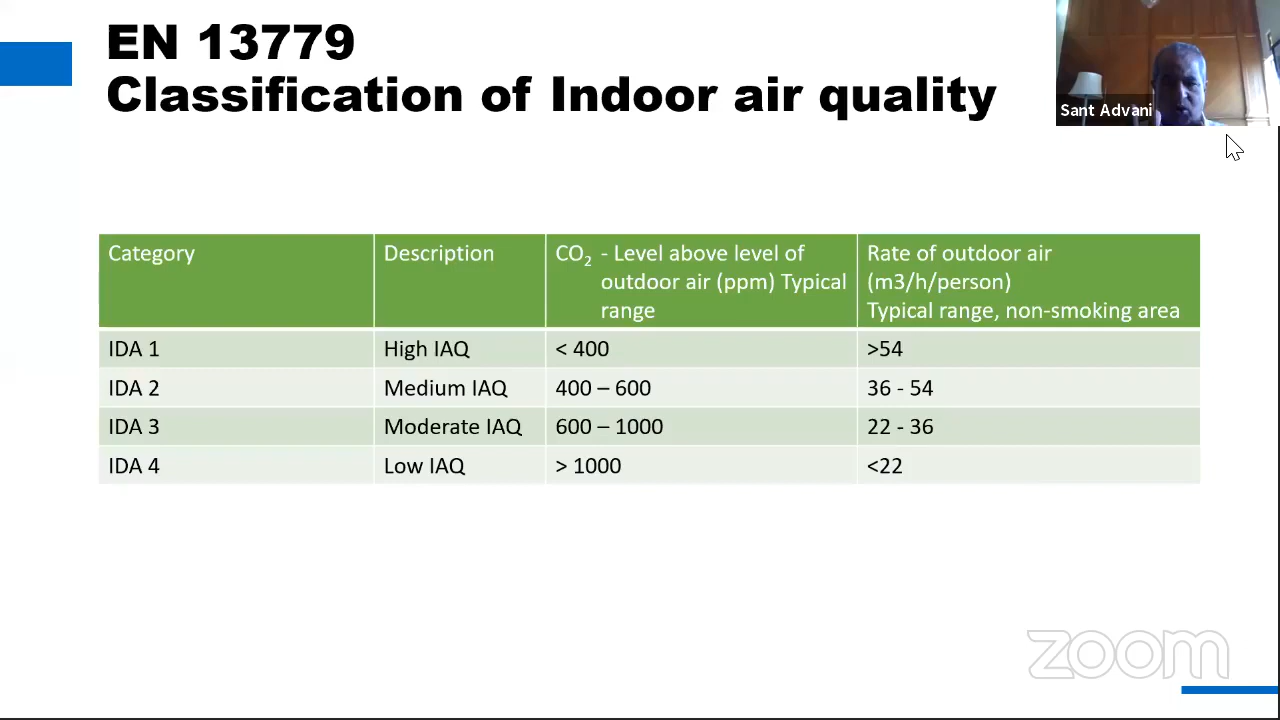 EN 13779
Classification of Indoor air quality
Sant Advani
Category
Description
CO2 - Level above level of
outdoor air (ppm) Typical
range
Rate of outdoor air
(m3/h/person)
Typical range, non-smoking area
IDA 1 High IAQ < 400 >54
IDA 2 Medium IAQ 400 – 600 36 - 54
IDA 3 Moderate IAQ 600 – 1000 22 - 36
IDA 4 Low IAQ > 1000 <22
zoom